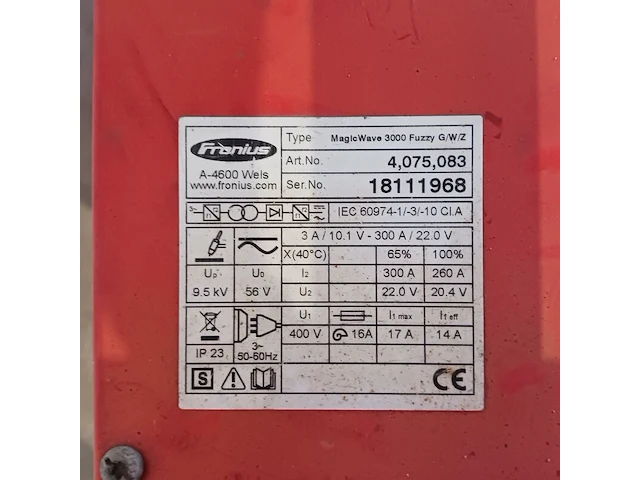 Fronius
A-4600 Wels
www.fronius.com
Type MagicWave 3000 Fuzzy G/W/Z
Art.No. 4,075,083
Ser.No. 18111968
3~ IEC 60974-1/-3/-10 Cl.A
3 A / 10.1 V - 300 A / 22.0 V
X(40°C) 65% 100%
Up U0 I2 300 A 260 A
9.5 kV 56 V U2 22.0 V 20.4 V
U1 I1 max I1 eff
400 V 16A 17 A 14 A
IP 23 3~ 50-60Hz
S CE